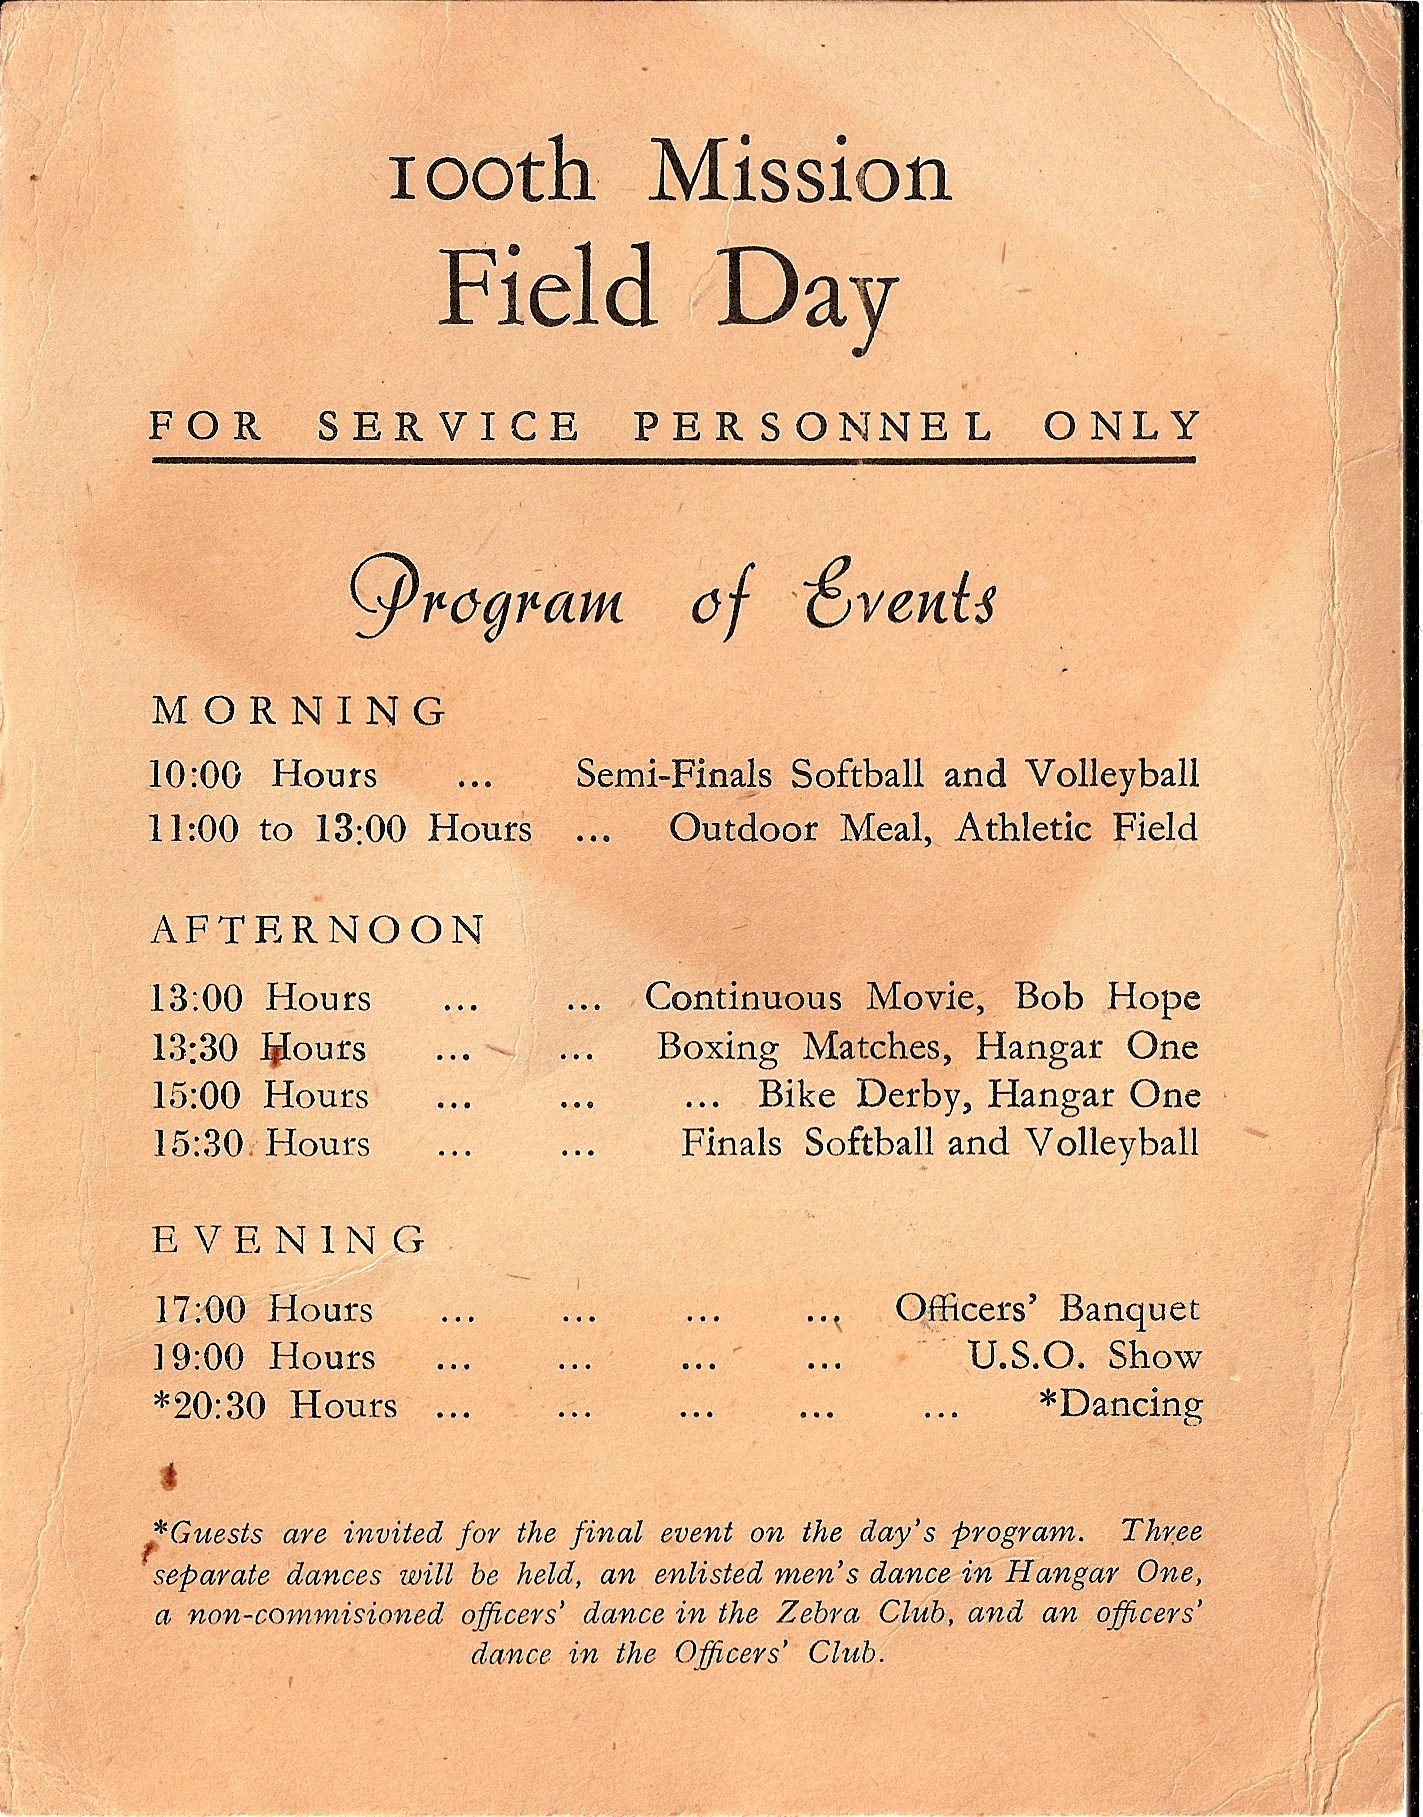 100th Mission
Field Day
FOR SERVICE PERSONNEL ONLY
Program of Events
MORNING
10:00 Hours ... Semi-Finals Softball and Volleyball
11:00 to 13:00 Hours ... Outdoor Meal, Athletic Field
AFTERNOON
13:00 Hours ... ... Continuous Movie, Bob Hope
13:30 Hours ... ... Boxing Matches, Hangar One
15:00 Hours ... ... ... Bike Derby, Hangar One
15:30 Hours ... ... Finals Softball and Volleyball
EVENING
17:00 Hours ... ... ... ... Officers' Banquet
19:00 Hours ... ... ... ... U.S.O. Show
*20:30 Hours ... ... ... ... ... *Dancing
*Guests are invited for the final event on the day's program. Three
separate dances will be held, an enlisted men's dance in Hangar One,
a non-commisioned officers' dance in the Zebra Club, and an officers'
dance in the Officers' Club.